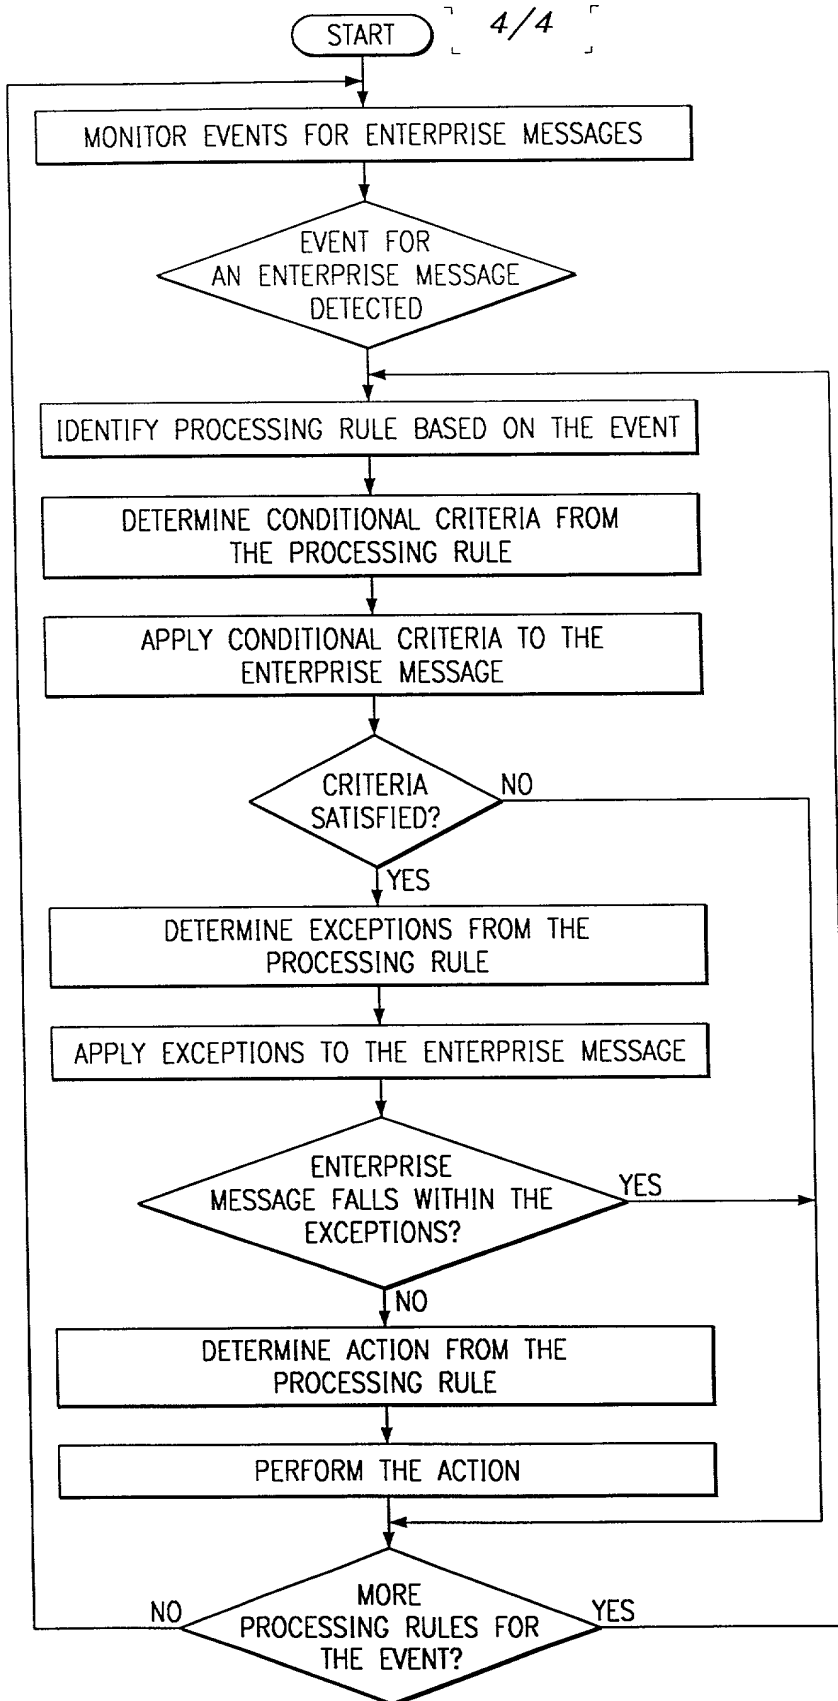 START
4/4
MONITOR EVENTS FOR ENTERPRISE MESSAGES
EVENT FOR
AN ENTERPRISE MESSAGE
DETECTED
IDENTIFY PROCESSING RULE BASED ON THE EVENT
DETERMINE CONDITIONAL CRITERIA FROM
THE PROCESSING RULE
APPLY CONDITIONAL CRITERIA TO THE
ENTERPRISE MESSAGE
CRITERIA
SATISFIED?
NO
YES
DETERMINE EXCEPTIONS FROM THE
PROCESSING RULE
APPLY EXCEPTIONS TO THE ENTERPRISE MESSAGE
ENTERPRISE
MESSAGE FALLS WITHIN THE
EXCEPTIONS?
YES
NO
DETERMINE ACTION FROM THE
PROCESSING RULE
PERFORM THE ACTION
NO
MORE
PROCESSING RULES FOR
THE EVENT?
YES